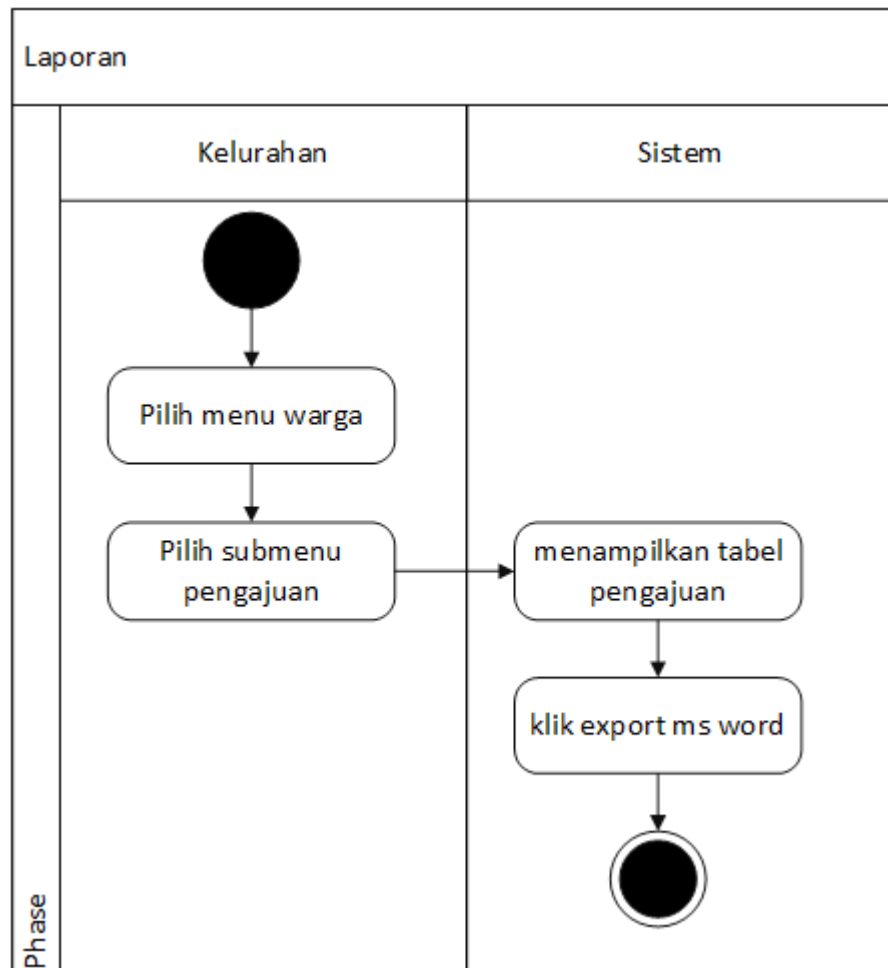 Laporan
Kelurahan
Sistem
Pilih menu warga
Pilih submenu
pengajuan
menampilkan tabel
pengajuan
klik export ms word
Phase